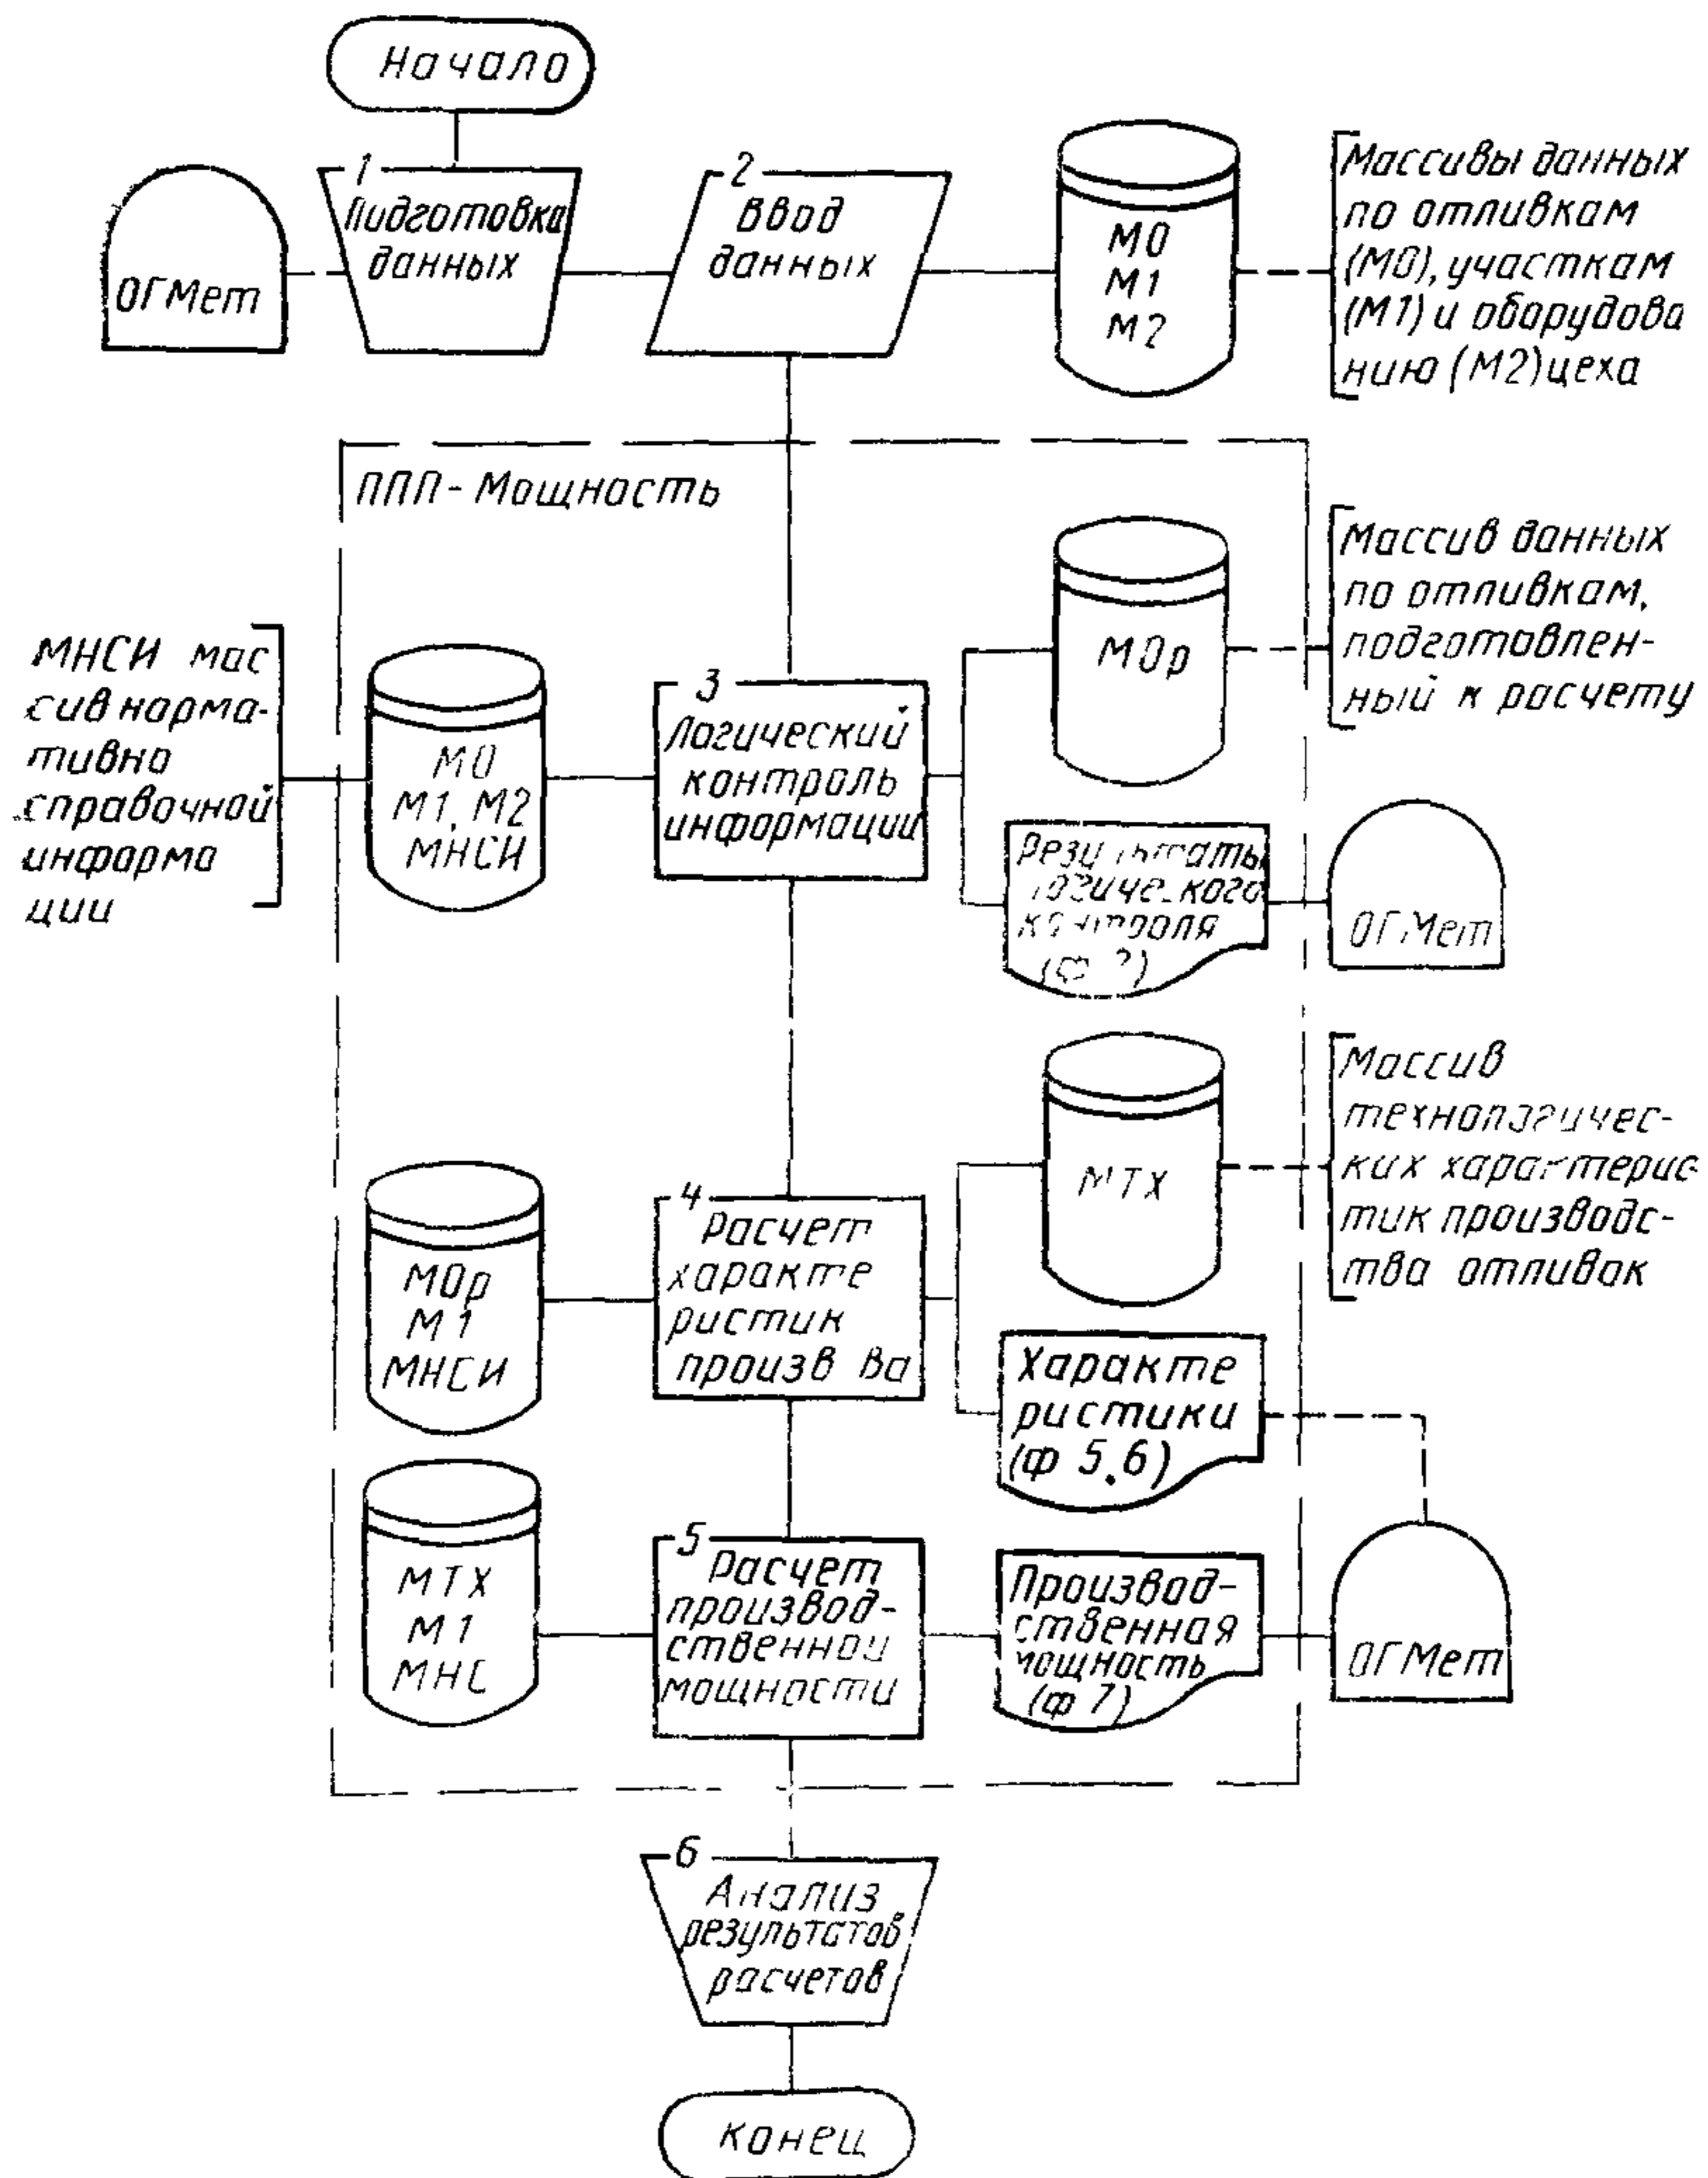 Начало
ОГМет
1
Подготовка
данных
2
Ввод
данных
М0
М1
М2
Массивы данных
по отливкам
(М0), участкам
(М1) и оборудова
нию (М2) цеха
ППП - Мощность
МНСИ мас
сив норма-
тивно
справочной
информа
ции
М0
М1, М2
МНСИ
3
Логический
контроль
информации
М0р
Массив данных
по отливкам,
подготовлен-
ный к расчету
Результаты
логического
контроля
(ф
ОГМет
МТХ
Массив
технологичес-
ких характерис
тик производс-
тва отливок
М0р
М1
МНСИ
4
Расчет
характе
ристик
произв ва
Характе
ристики
(ф 5,6)
МТХ
М1
МНС
5
Расчет
производ-
ственной
мощности
Производ-
ственная
мощность
(ф 7)
ОГМет
6
Анализ
результатов
расчетов
Конец